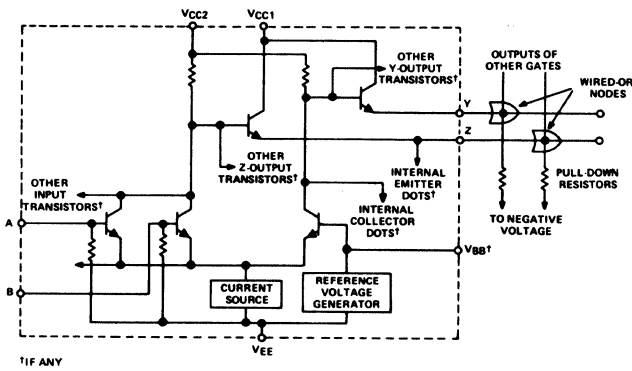 VCC2
VCC1
OTHER
Y-OUTPUT
TRANSISTORS†
OUTPUTS OF
OTHER GATES
WIRED-OR
NODES
Y
Z
OTHER
Z-OUTPUT
TRANSISTORS†
INTERNAL
EMITTER
DOTS†
PULL-DOWN
RESISTORS
OTHER
INPUT
TRANSISTORS†
INTERNAL
COLLECTOR
DOTS†
TO NEGATIVE
VOLTAGE
A
VBB†
B
CURRENT
SOURCE
REFERENCE
VOLTAGE
GENERATOR
VEE
†IF ANY